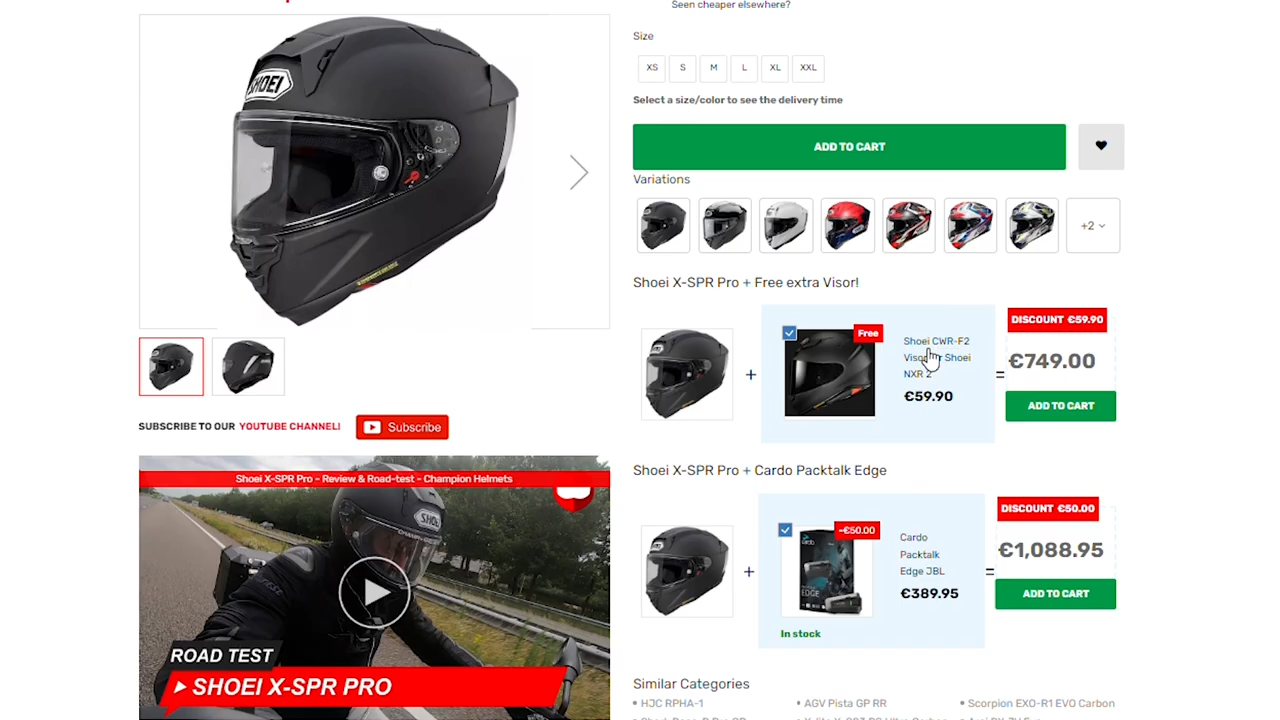 Seen cheaper elsewhere?
SHOEI
Size
XS S M L XL XXL
Select a size/color to see the delivery time
ADD TO CART
Variations
+2
Shoei X-SPR Pro + Free extra Visor!
Free
+
Shoei CWR-F2
Shoei
NXR 2
€59.90
=
DISCOUNT €59.90
€749.00
ADD TO CART
SUBSCRIBE TO OUR YOUTUBE CHANNEL!
Subscribe
Shoei X-SPR Pro - Review & Road-test - Champion Helmets
SHOEI
ROAD TEST
SHOEI X-SPR PRO
Shoei X-SPR Pro + Cardo Packtalk Edge
+
-€50.00
cardo
EDGE
In stock
Cardo
Packtalk
Edge JBL
€389.95
=
DISCOUNT €50.00
€1,088.95
ADD TO CART
Similar Categories
HJC RPHA-1
AGV Pista GP RR
Scorpion EXO-R1 EVO Carbon